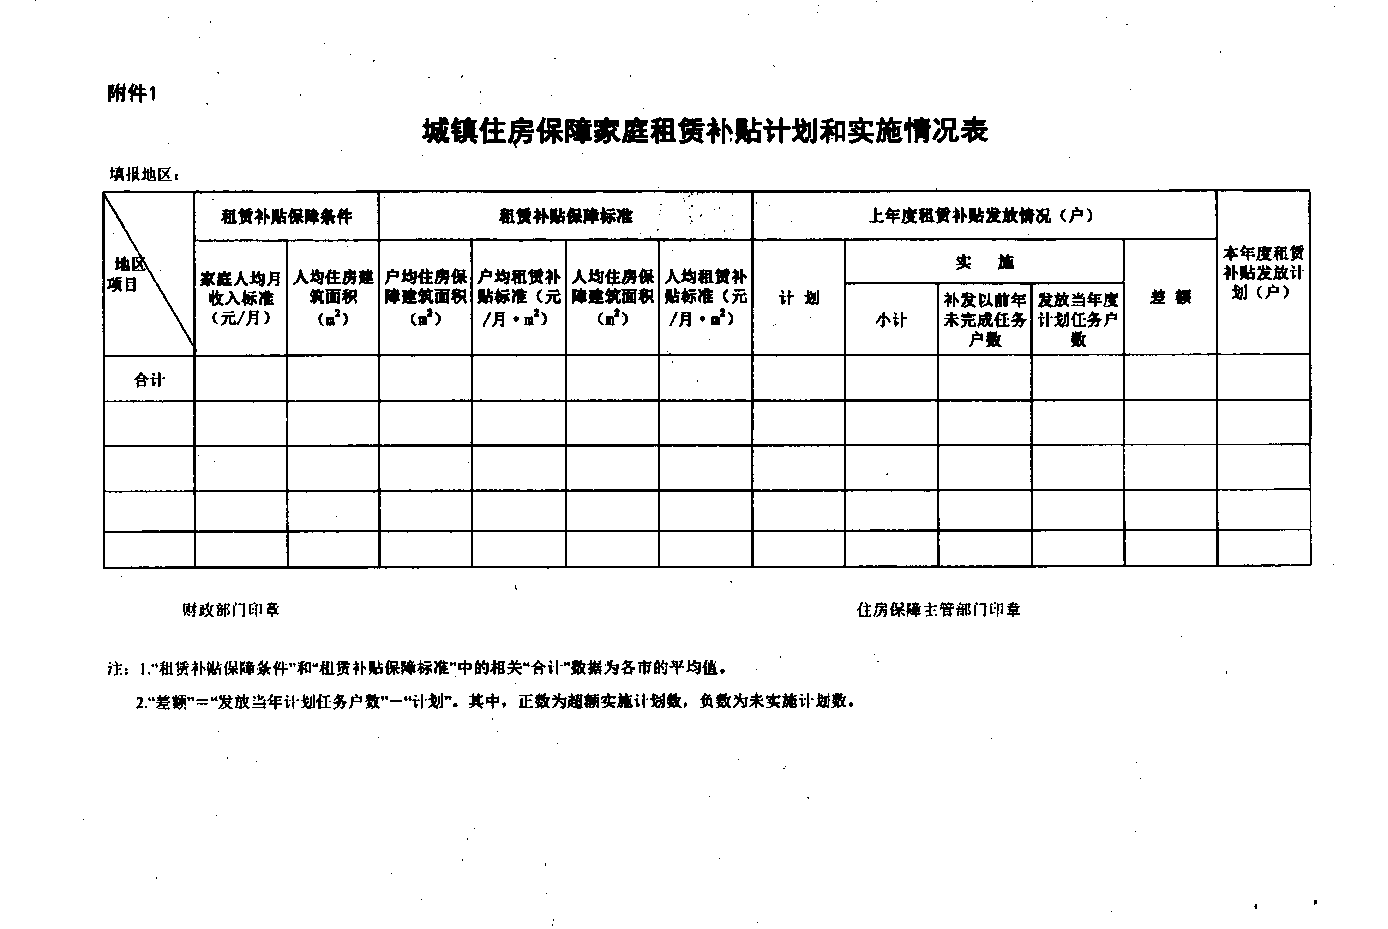 附件1
城镇住房保障家庭租赁补贴计划和实施情况表
填报地区:
租赁补贴保障条件
租赁补贴保障标准
上年度租赁补贴发放情况（户）
本年度租赁
补贴发放计
划（户）
地区
项目
家庭人均月
收入标准
（元/月）
人均住房建
筑面积
（m²）
户均住房保
障建筑面积
（m²）
户均租赁补
贴标准（元
/月·m²）
人均住房保
障建筑面积
（m²）
人均租赁补
贴标准（元
/月·m²）
计 划
实 施
小计
补发以前年
未完成任务
户数
发放当年度
计划任务户
数
差 额
合计
财政部门印章
住房保障主管部门印章
注: 1.“租赁补贴保障条件”和“租赁补贴保障标准”中的相关“合计”数据为各市的平均值。
2.“差额”=“发放当年计划任务户数”—“计划”。其中，正数为超额实施计划数，负数为未实施计划数。